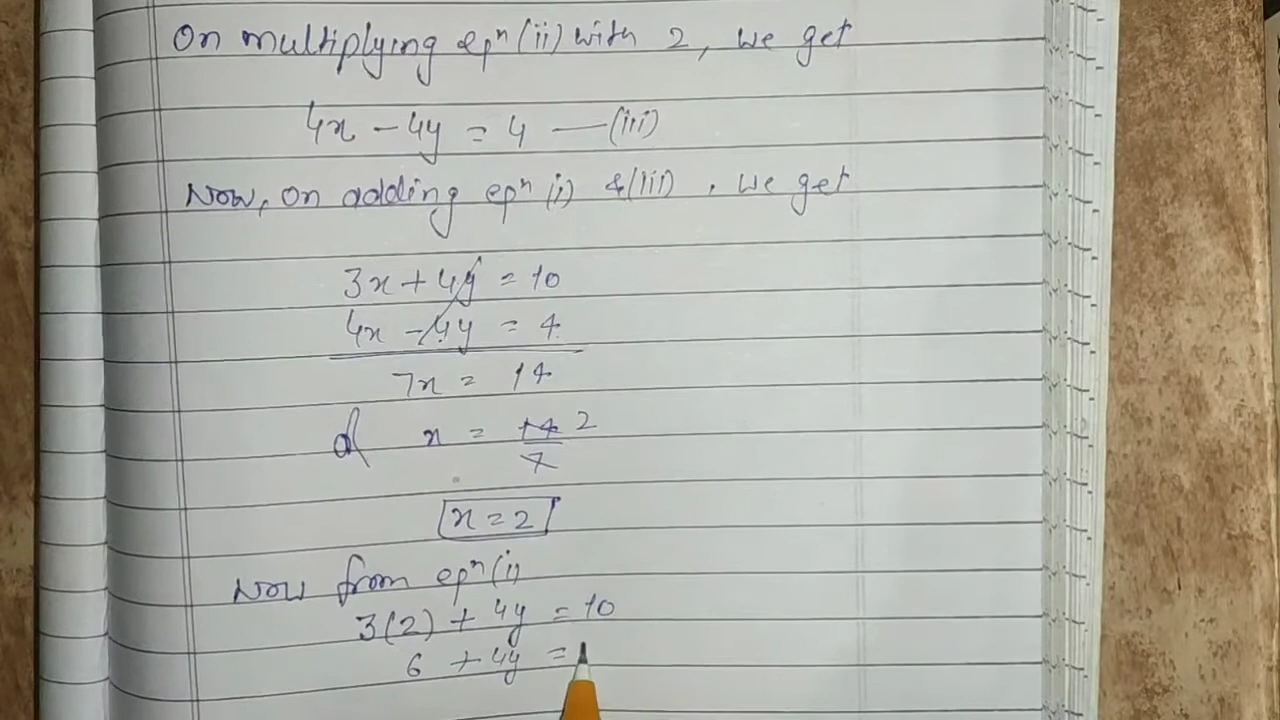 On multiplying eqn (ii) with 2, we get
4x - 4y = 4 —(iii)
Now, on adding eqn (i) & (iii), we get
3x + 4y = 10
4x - 4y = 4
7x = 14
or x = 14/7 2
x = 2
Now from eqn (i)
3(2) + 4y = 10
6 + 4y =